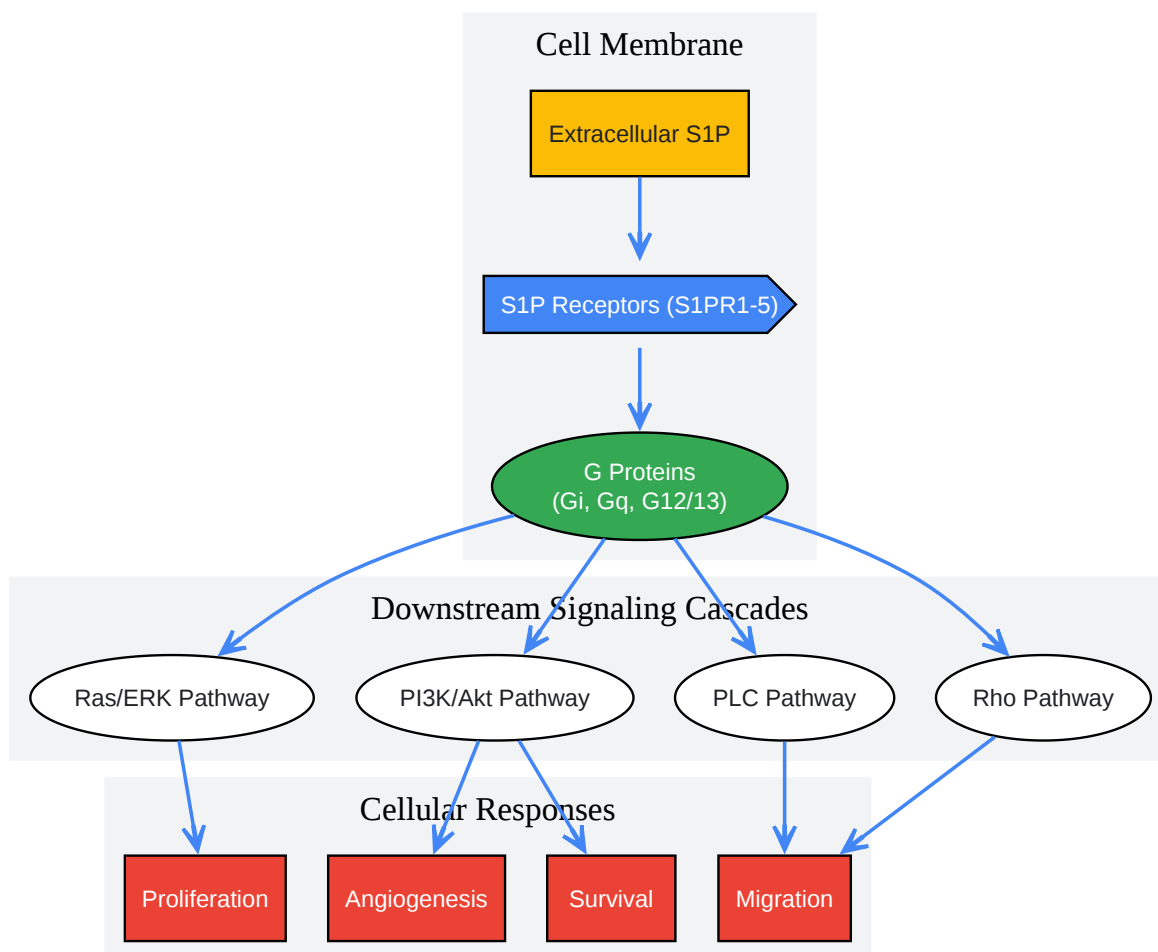 Cell Membrane
Extracellular S1P
S1P Receptors (S1PR1-5)
G Proteins
(Gi, Gq, G12/13)
Downstream Signaling Cascades
Ras/ERK Pathway
PI3K/Akt Pathway
PLC Pathway
Rho Pathway
Cellular Responses
Proliferation
Angiogenesis
Survival
Migration